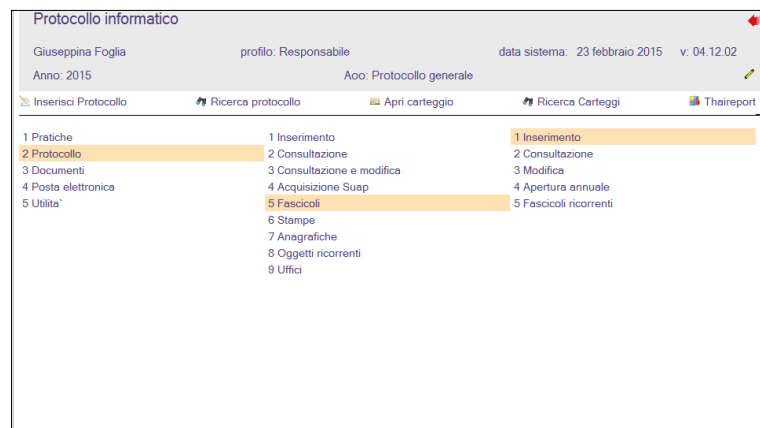 Protocollo informatico
Giuseppina Foglia profilo: Responsabile data sistema: 23 febbraio 2015 v: 04.12.02
Anno: 2015 Aoo: Protocollo generale
Inserisci Protocollo Ricerca protocollo Apri carteggio Ricerca Carteggi Thaireport
1 Pratiche 1 Inserimento 1 Inserimento
2 Protocollo 2 Consultazione 2 Consultazione
3 Documenti 3 Consultazione e modifica 3 Modifica
4 Posta elettronica 4 Acquisizione Suap 4 Apertura annuale
5 Utilita` 5 Fascicoli 5 Fascicoli ricorrenti
6 Stampe
7 Anagrafiche
8 Oggetti ricorrenti
9 Uffici